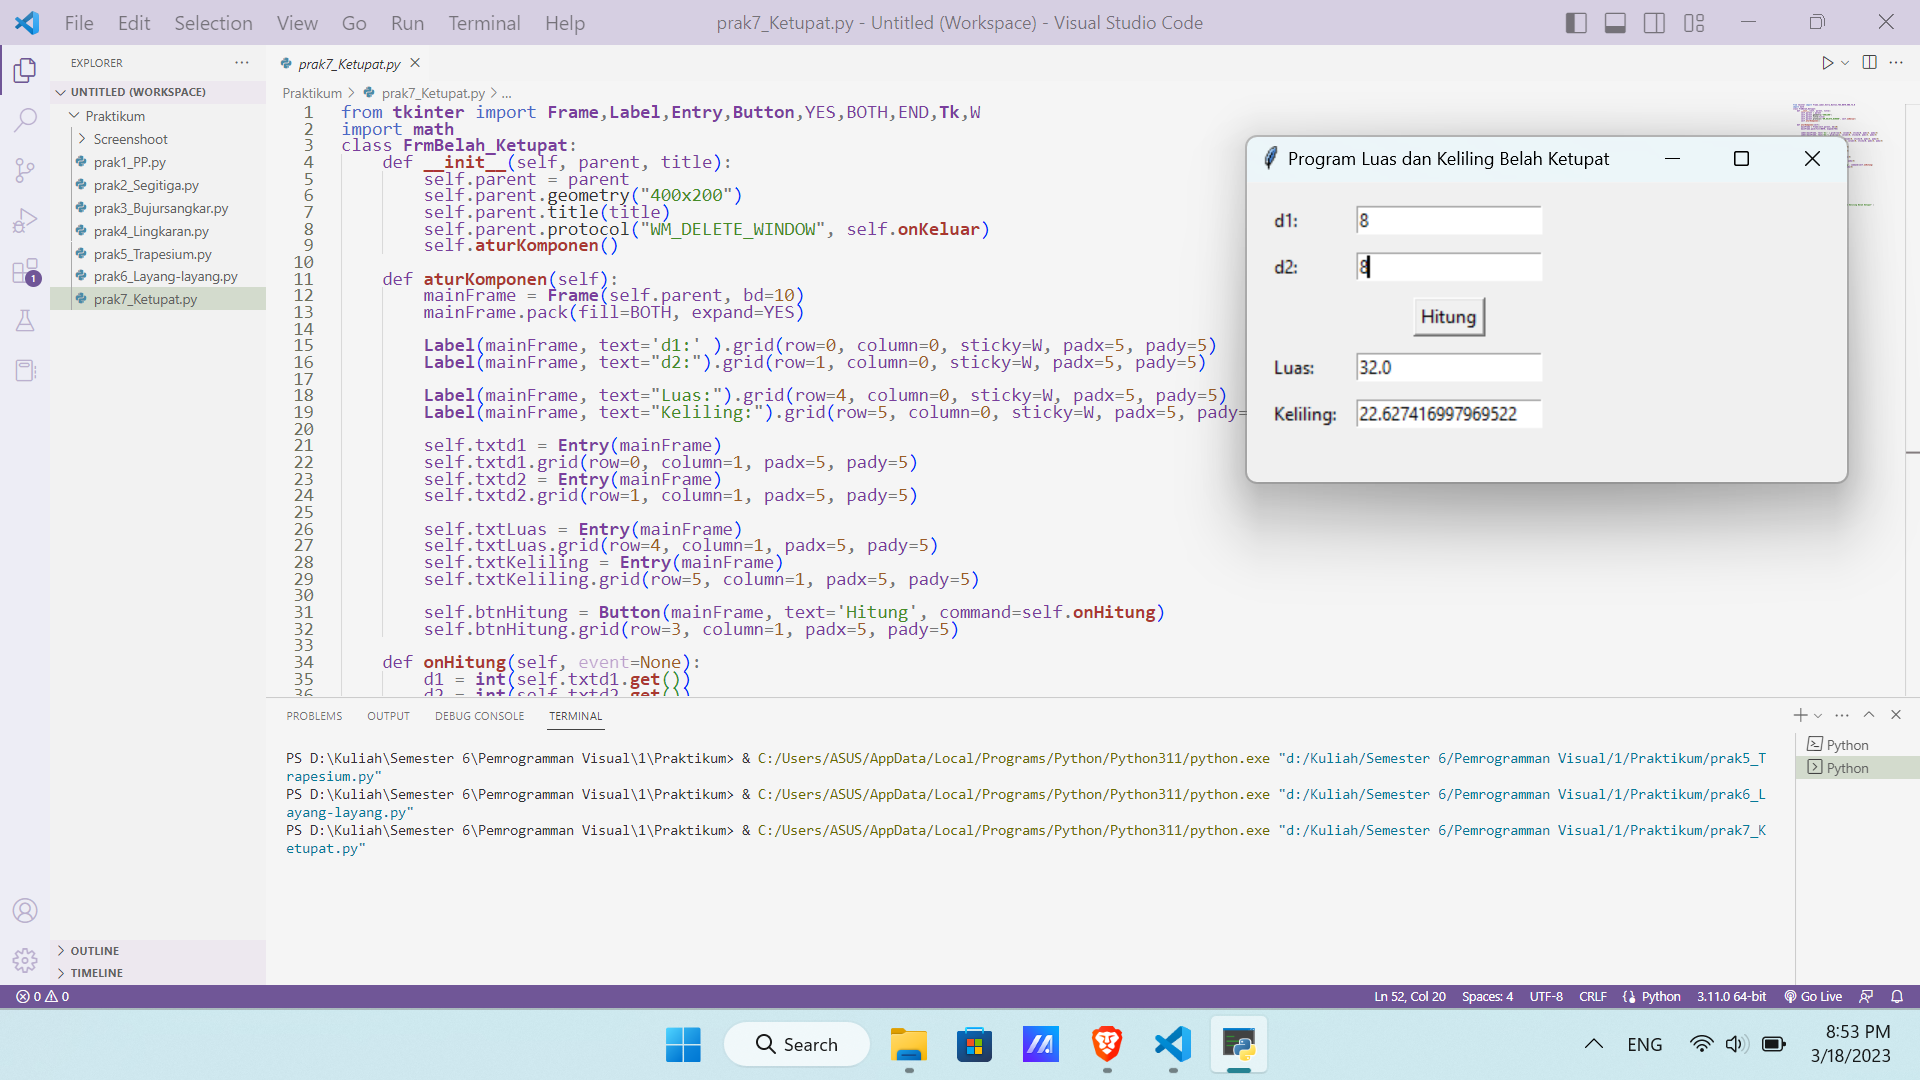 File Edit Selection View Go Run Terminal Help
prak7_Ketupat.py - Untitled (Workspace) - Visual Studio Code
EXPLORER
UNTITLED (WORKSPACE)
Praktikum
Screenshoot
prak1_PP.py
prak2_Segitiga.py
prak3_Bujursangkar.py
prak4_Lingkaran.py
prak5_Trapesium.py
prak6_Layang-layang.py
prak7_Ketupat.py
1
OUTLINE
TIMELINE
prak7_Ketupat.py
Praktikum > prak7_Ketupat.py > ...
1 from tkinter import Frame,Label,Entry,Button,YES,BOTH,END,Tk,W
2 import math
3 class FrmBelah_Ketupat:
4 def __init__(self, parent, title):
5 self.parent = parent
6 self.parent.geometry("400x200")
7 self.parent.title(title)
8 self.parent.protocol("WM_DELETE_WINDOW", self.onKeluar)
9 self.aturKomponen()
10
11 def aturKomponen(self):
12 mainFrame = Frame(self.parent, bd=10)
13 mainFrame.pack(fill=BOTH, expand=YES)
14
15 Label(mainFrame, text='d1:' ).grid(row=0, column=0, sticky=W, padx=5, pady=5)
16 Label(mainFrame, text="d2:").grid(row=1, column=0, sticky=W, padx=5, pady=5)
17
18 Label(mainFrame, text="Luas:").grid(row=4, column=0, sticky=W, padx=5, pady=5)
19 Label(mainFrame, text="Keliling:").grid(row=5, column=0, sticky=W, padx=5, pady=
20
21 self.txtd1 = Entry(mainFrame)
22 self.txtd1.grid(row=0, column=1, padx=5, pady=5)
23 self.txtd2 = Entry(mainFrame)
24 self.txtd2.grid(row=1, column=1, padx=5, pady=5)
25
26 self.txtLuas = Entry(mainFrame)
27 self.txtLuas.grid(row=4, column=1, padx=5, pady=5)
28 self.txtKeliling = Entry(mainFrame)
29 self.txtKeliling.grid(row=5, column=1, padx=5, pady=5)
30
31 self.btnHitung = Button(mainFrame, text='Hitung', command=self.onHitung)
32 self.btnHitung.grid(row=3, column=1, padx=5, pady=5)
33
34 def onHitung(self, event=None):
35 d1 = int(self.txtd1.get())
36 d2 = int(self.txtd2.get())
Program Luas dan Keliling Belah Ketupat
d1: 8
d2: 8
Hitung
Luas: 32.0
Keliling: 22.627416997969522
PROBLEMS OUTPUT DEBUG CONSOLE TERMINAL
PS D:\Kuliah\Semester 6\Pemrogramman Visual\1\Praktikum> & C:/Users/ASUS/AppData/Local/Programs/Python/Python311/python.exe "d:/Kuliah/Semester 6/Pemrogramman Visual/1/Praktikum/prak5_T
rapesium.py"
PS D:\Kuliah\Semester 6\Pemrogramman Visual\1\Praktikum> & C:/Users/ASUS/AppData/Local/Programs/Python/Python311/python.exe "d:/Kuliah/Semester 6/Pemrogramman Visual/1/Praktikum/prak6_L
ayang-layang.py"
PS D:\Kuliah\Semester 6\Pemrogramman Visual\1\Praktikum> & C:/Users/ASUS/AppData/Local/Programs/Python/Python311/python.exe "d:/Kuliah/Semester 6/Pemrogramman Visual/1/Praktikum/prak7_K
etupat.py"
Python
Python
0 0
Ln 52, Col 20 Spaces: 4 UTF-8 CRLF Python 3.11.0 64-bit Go Live
Search
ENG
8:53 PM
3/18/2023